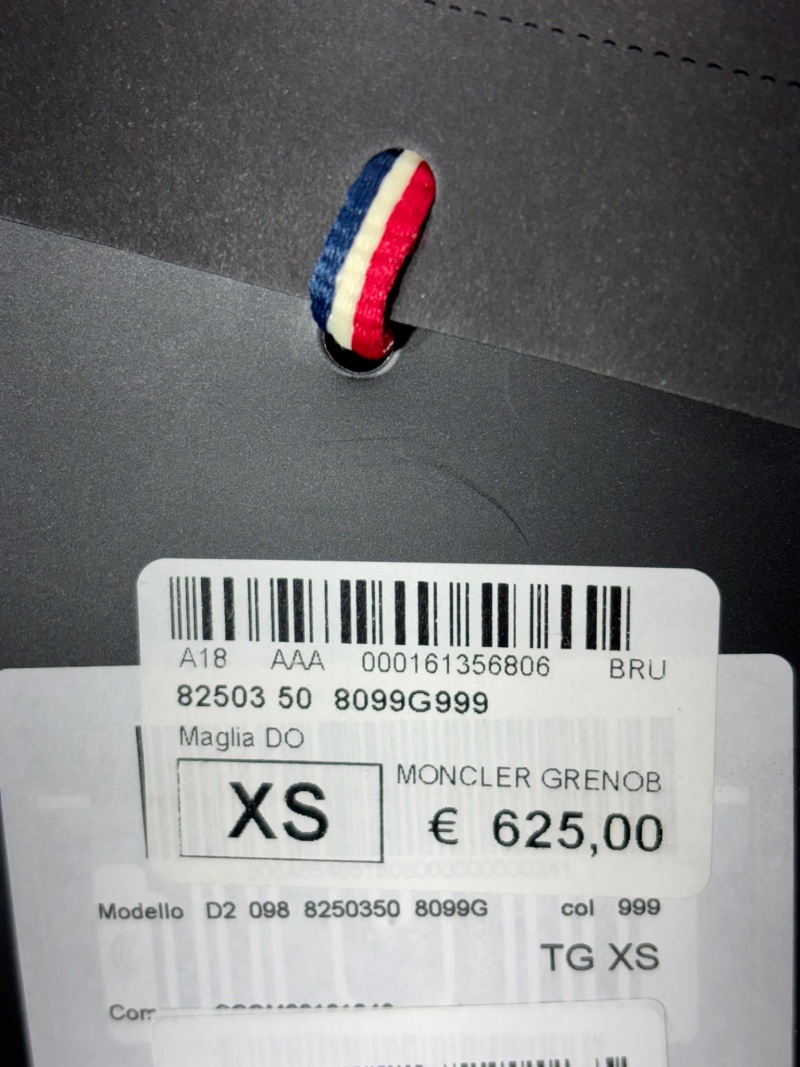 A18 AAA 000161356806 BRU
82503 50 8099G999
Maglia DO
XS
MONCLER GRENOB
€ 625,00
Modello D2 098 8250350 8099G col 999
TG XS